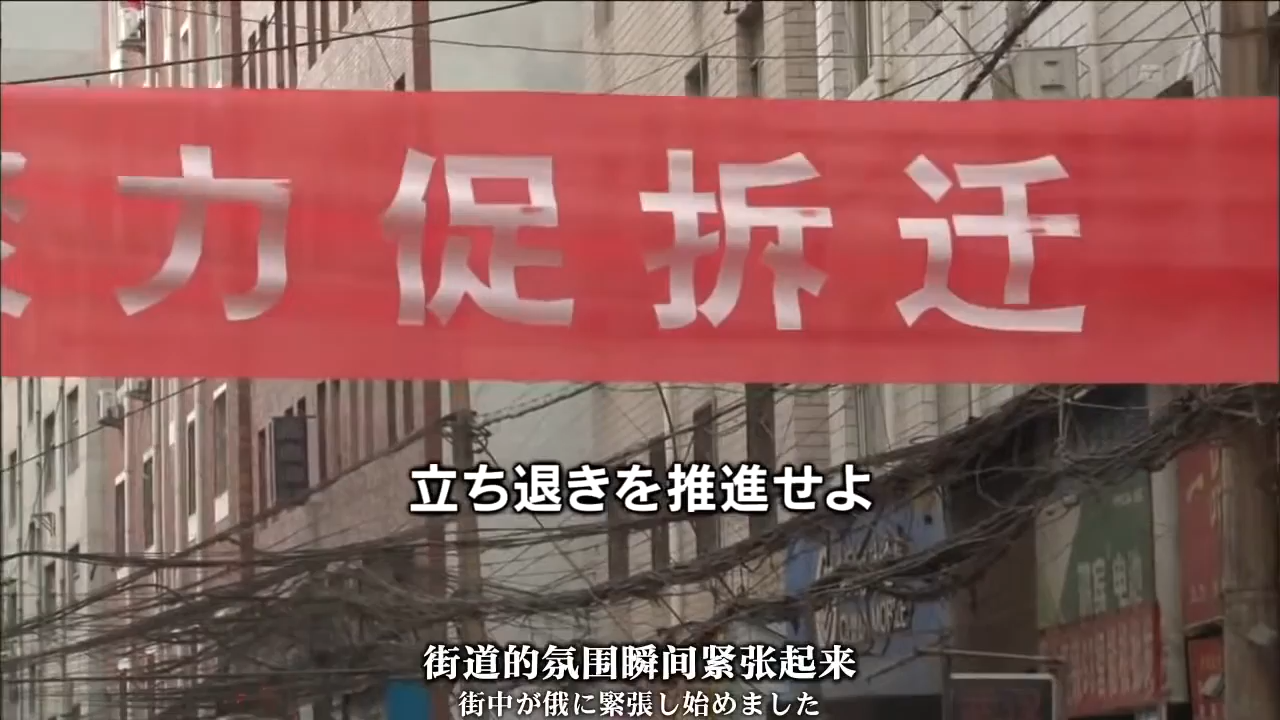 力促拆迁
立ち退きを推進せよ
街道的氛围瞬间紧张起来
街中が俄に緊張し始めました